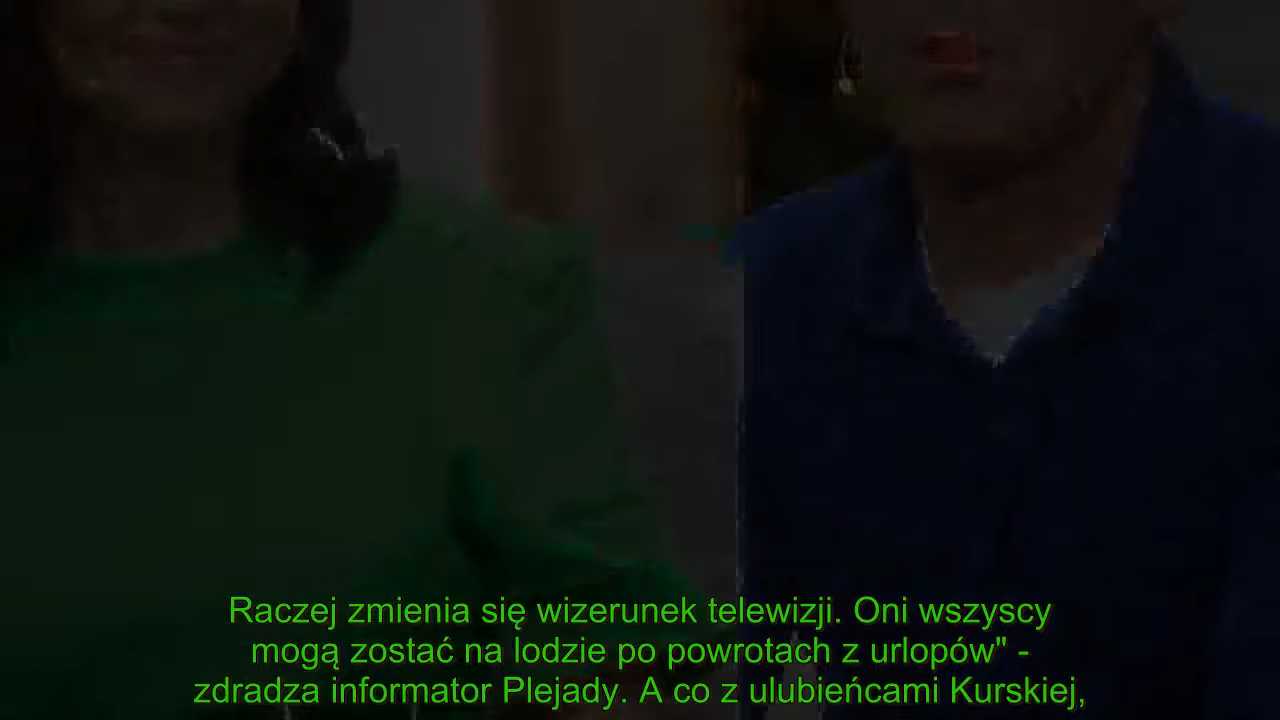 Raczej zmienia się wizerunek telewizji. Oni wszyscy
mogą zostać na lodzie po powrotach z urlopów" -
zdradza informator Plejady. A co z ulubieńcami Kurskiej,